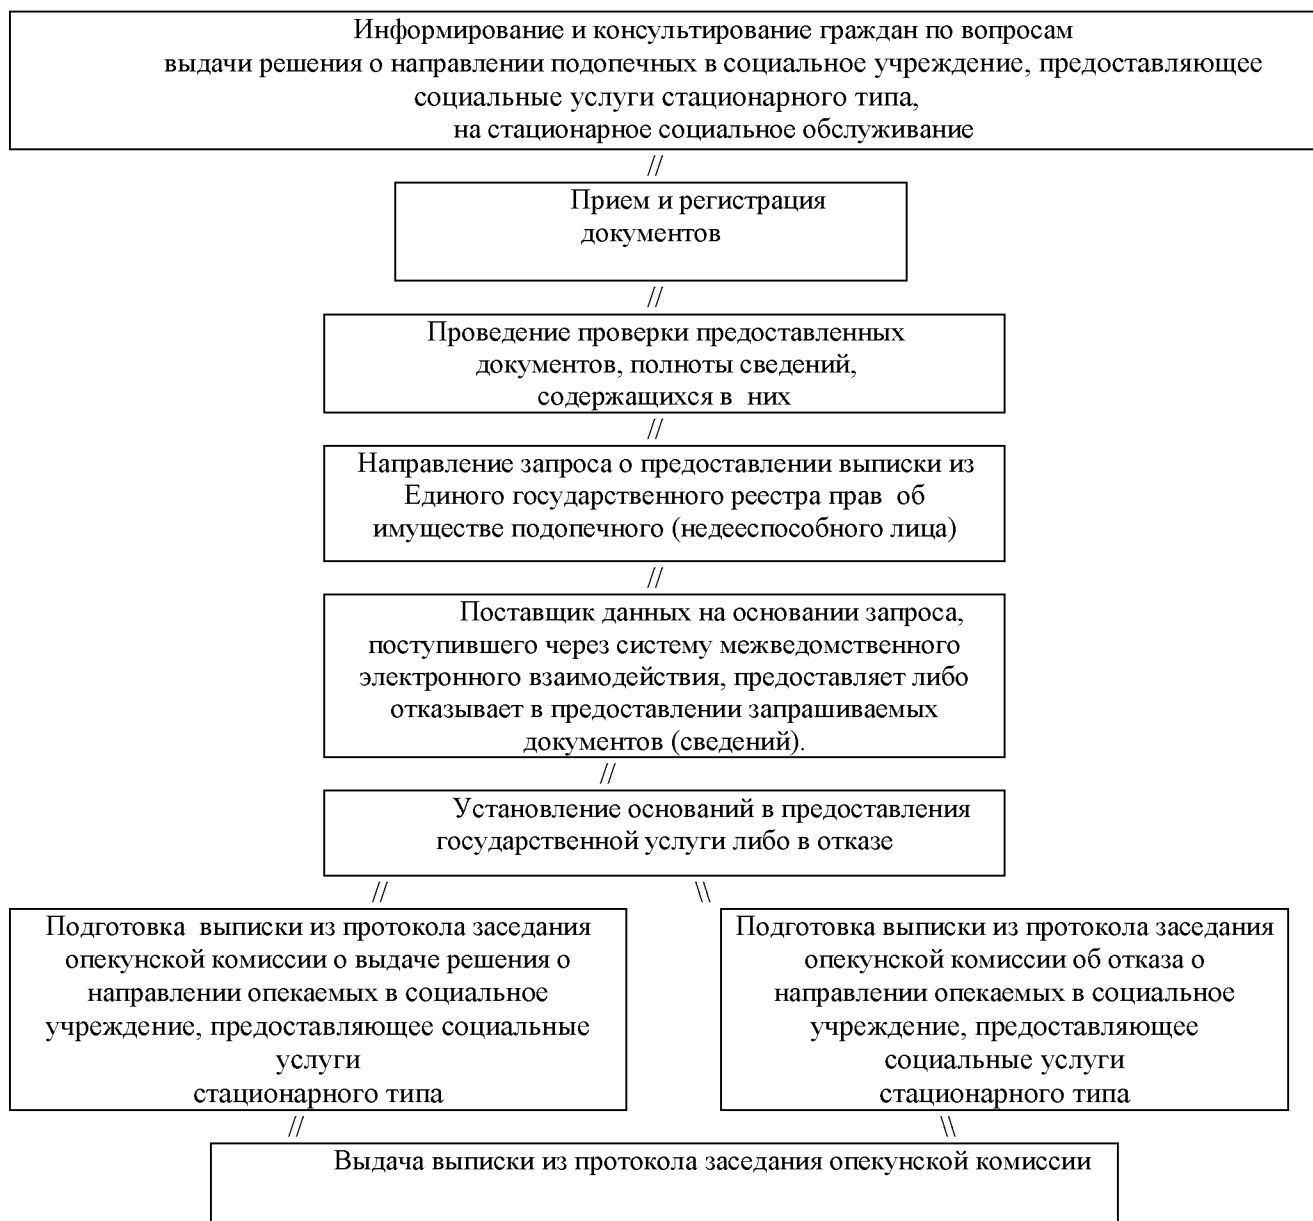 Информирование и консультирование граждан по вопросам
выдачи решения о направлении подопечных в социальное учреждение, предоставляющее
социальные услуги стационарного типа,
на стационарное социальное обслуживание
//
Прием и регистрация
документов
//
Проведение проверки предоставленных
документов, полноты сведений,
содержащихся в них
//
Направление запроса о предоставлении выписки из
Единого государственного реестра прав об
имуществе подопечного (недееспособного лица)
//
Поставщик данных на основании запроса,
поступившего через систему межведомственного
электронного взаимодействия, предоставляет либо
отказывает в предоставлении запрашиваемых
документов (сведений).
//
Установление оснований в предоставления
государственной услуги либо в отказе
// \\
Подготовка выписки из протокола заседания
опекунской комиссии о выдаче решения о
направлении опекаемых в социальное
учреждение, предоставляющее социальные
услуги
стационарного типа
Подготовка выписки из протокола заседания
опекунской комиссии об отказа о
направлении опекаемых в социальное
учреждение, предоставляющее
социальные услуги
стационарного типа
// \\
Выдача выписки из протокола заседания опекунской комиссии